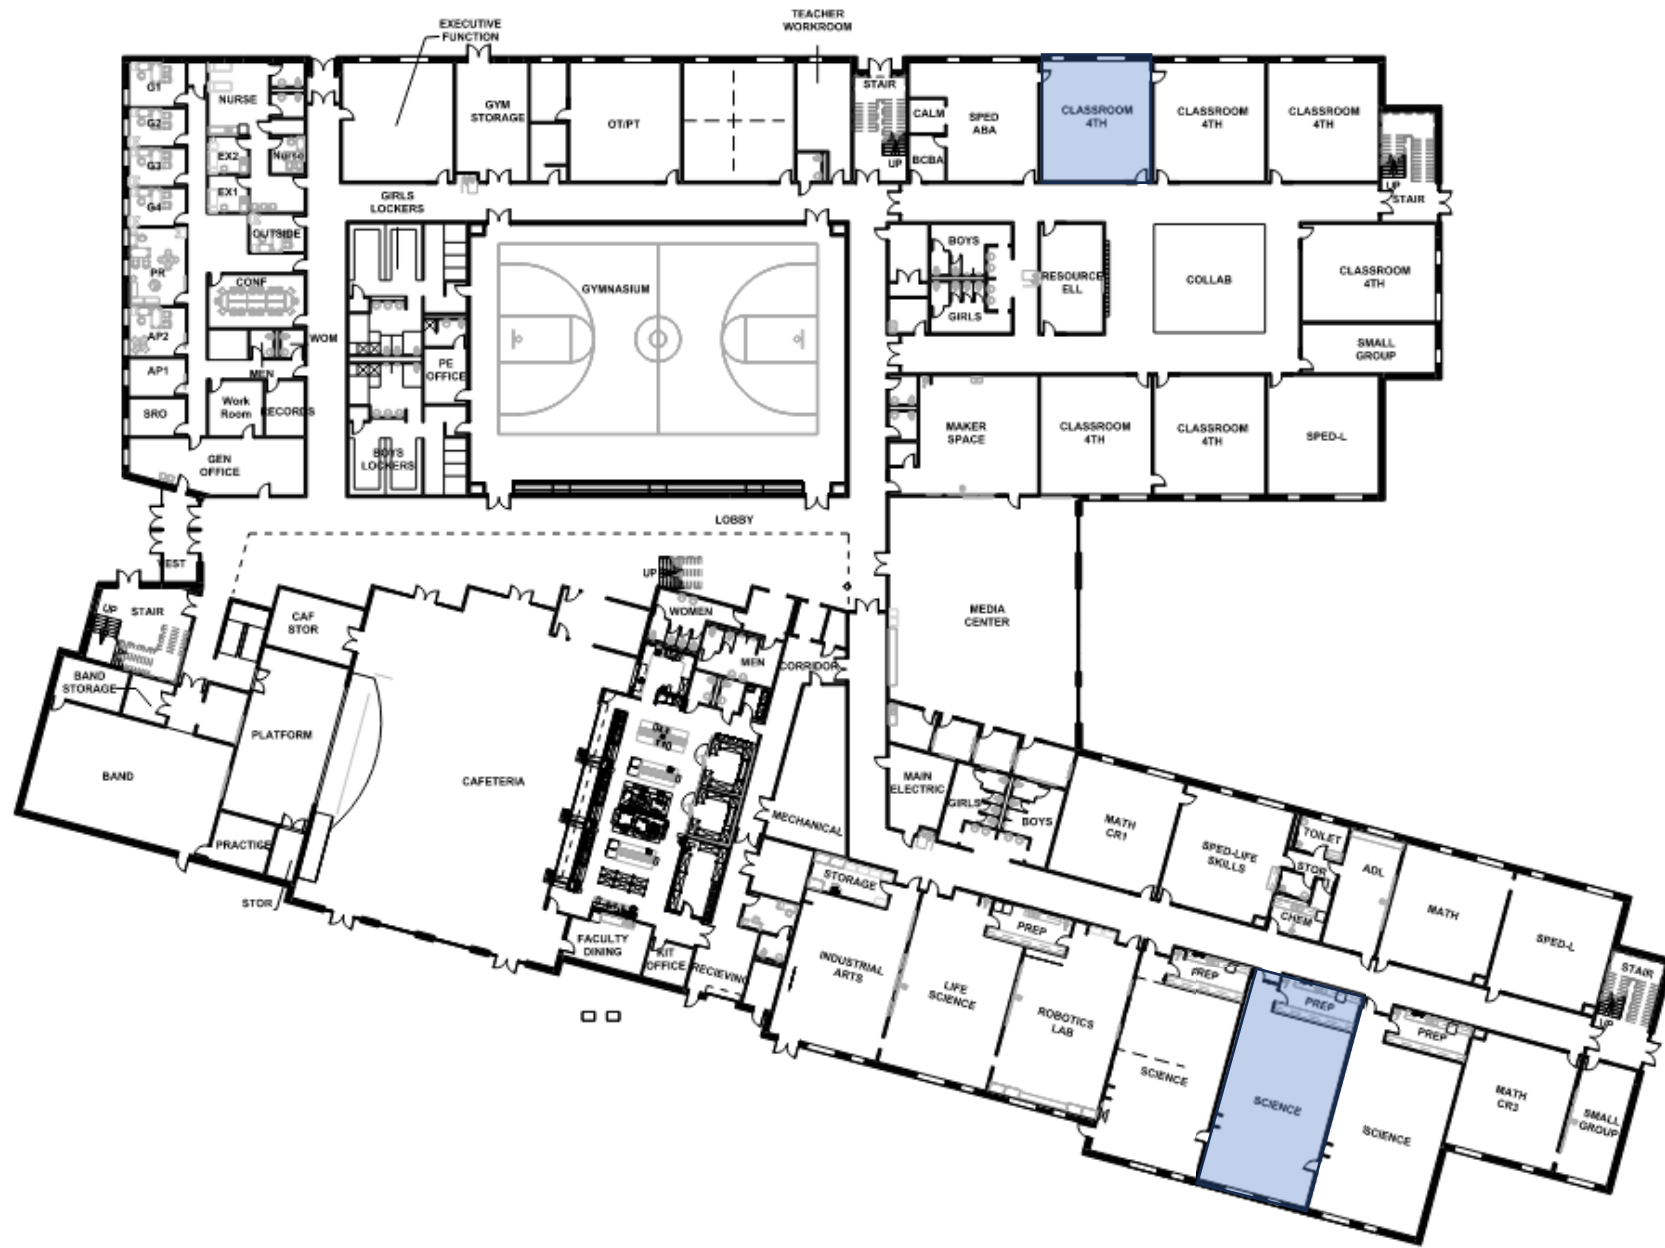 EXECUTIVE
FUNCTION
TEACHER
WORKROOM
G1
NURSE
GYM
STORAGE
OT/PT
STAIR
UP
CALM
BCBA
SPED
ABA
CLASSROOM
4TH
CLASSROOM
4TH
CLASSROOM
4TH
UP
STAIR
G2
G3
EX2
Nurse
EX1
G4
OUTSIDE
GIRLS
LOCKERS
PR
CONF
AP2
WOM
MEN
AP1
SRO
Work
Room
RECORDS
GEN
OFFICE
PE
OFFICE
BOYS
LOCKERS
GYMNASIUM
BOYS
GIRLS
RESOURCE
ELL
COLLAB
CLASSROOM
4TH
SMALL
GROUP
MAKER
SPACE
CLASSROOM
4TH
CLASSROOM
4TH
SPED-L
LOBBY
VEST
UP
STAIR
BAND
STORAGE
BAND
CAF
STOR
PLATFORM
PRACTICE
STOR
CAFETERIA
UP
WOMEN
MEN
CORRIDOR
MECHANICAL
MEDIA
CENTER
MAIN
ELECTRIC
GIRLS
BOYS
MATH
CR1
SPED-LIFE
SKILLS
TOILET
STOR
CHEM
ADL
MATH
SPED-L
STAIR
UP
FACULTY
DINING
KIT
OFFICE
RECIEVING
STORAGE
INDUSTRIAL
ARTS
LIFE
SCIENCE
PREP
ROBOTICS
LAB
PREP
SCIENCE
PREP
SCIENCE
PREP
SCIENCE
MATH
CR3
SMALL
GROUP